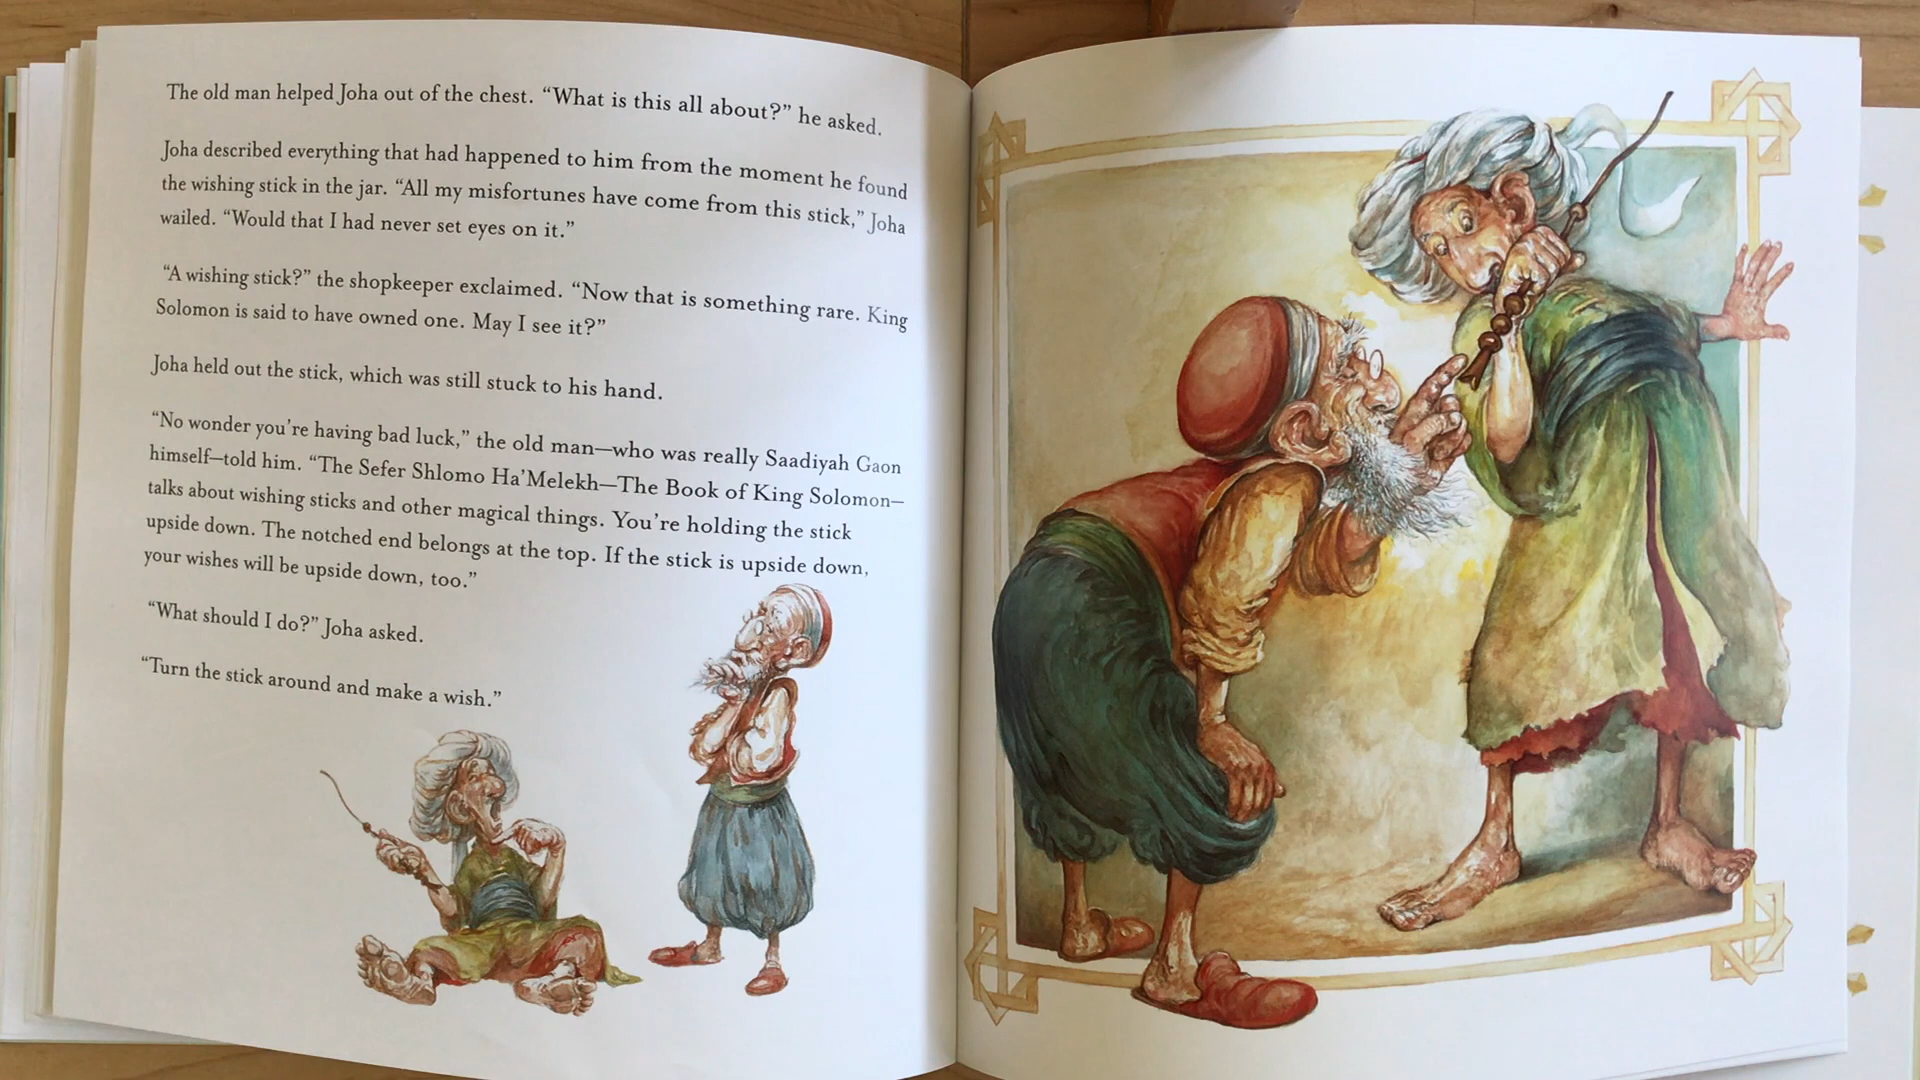 The old man helped Joha out of the chest. “What is this all about?” he asked.
Joha described everything that had happened to him from the moment he found
the wishing stick in the jar. “All my misfortunes have come from this stick,” Joha
wailed. “Would that I had never set eyes on it.”
“A wishing stick?” the shopkeeper exclaimed. “Now that is something rare. King
Solomon is said to have owned one. May I see it?”
Joha held out the stick, which was still stuck to his hand.
“No wonder you’re having bad luck,” the old man—who was really Saadiyah Gaon
himself—told him. “The Sefer Shlomo Ha’Melekh—The Book of King Solomon—
talks about wishing sticks and other magical things. You’re holding the stick
upside down. The notched end belongs at the top. If the stick is upside down,
your wishes will be upside down, too.”
“What should I do?” Joha asked.
“Turn the stick around and make a wish.”